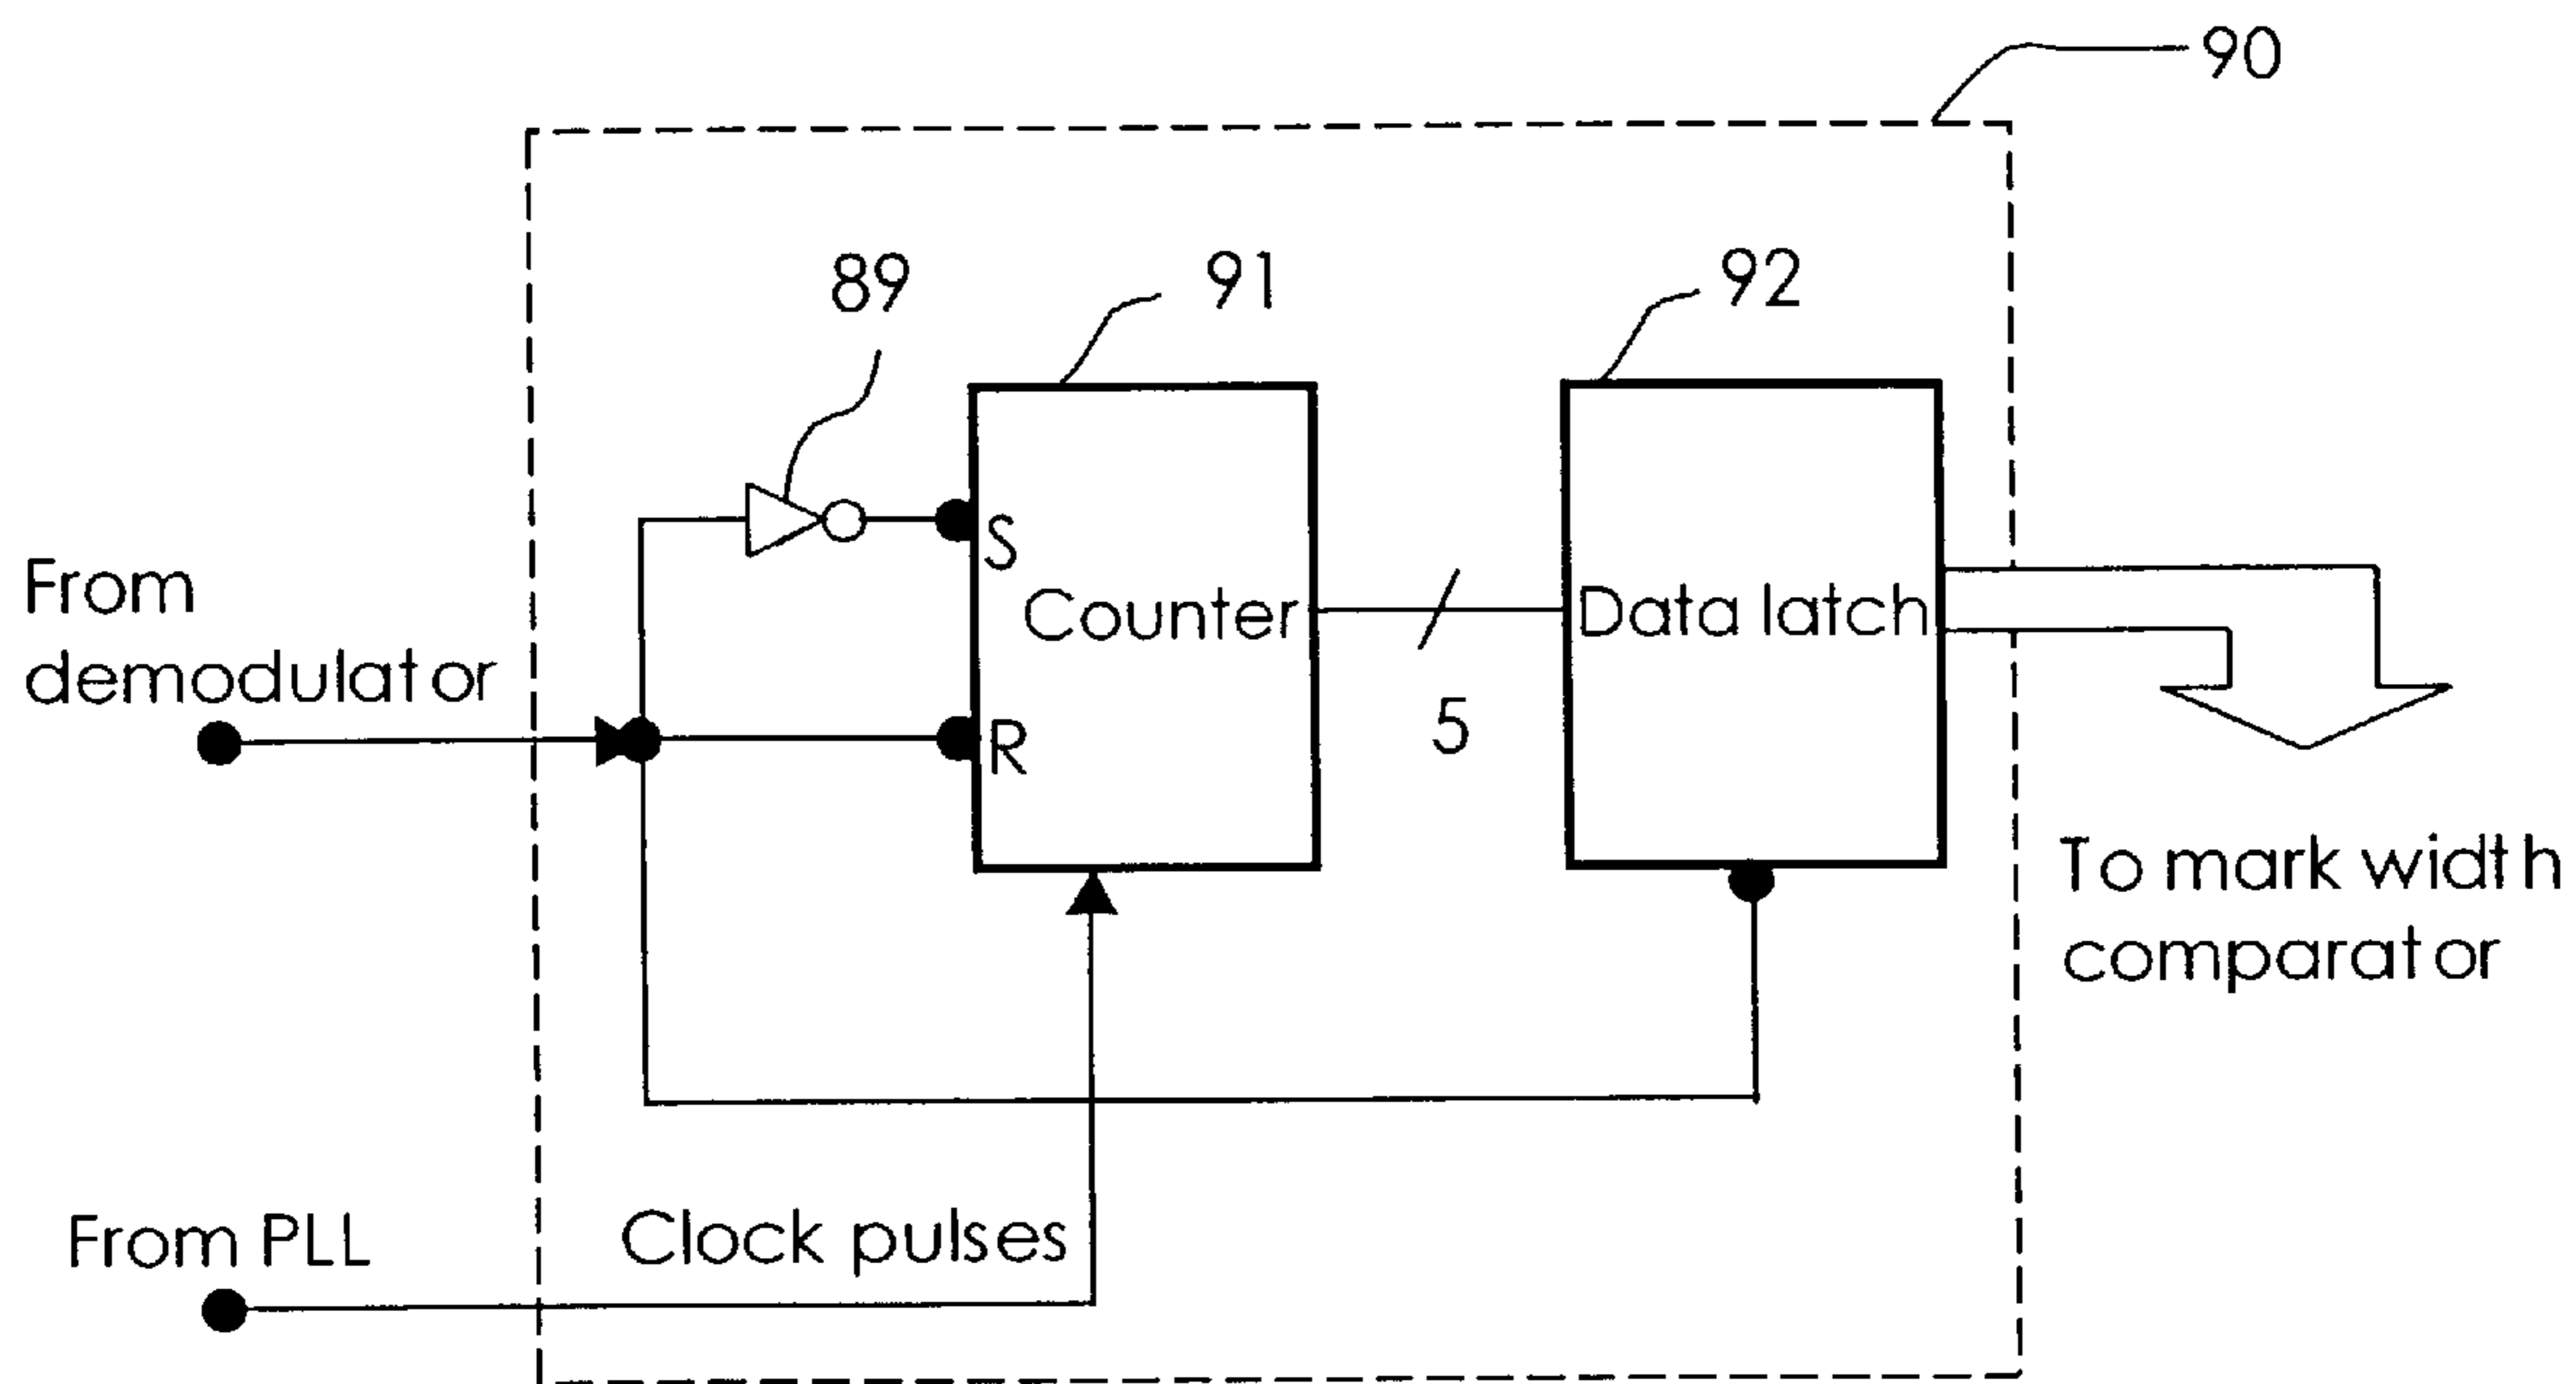 90
89
91
92
From
demodulator
S
Counter
R
5
Data latch
To mark width
comparator
From PLL
Clock pulses